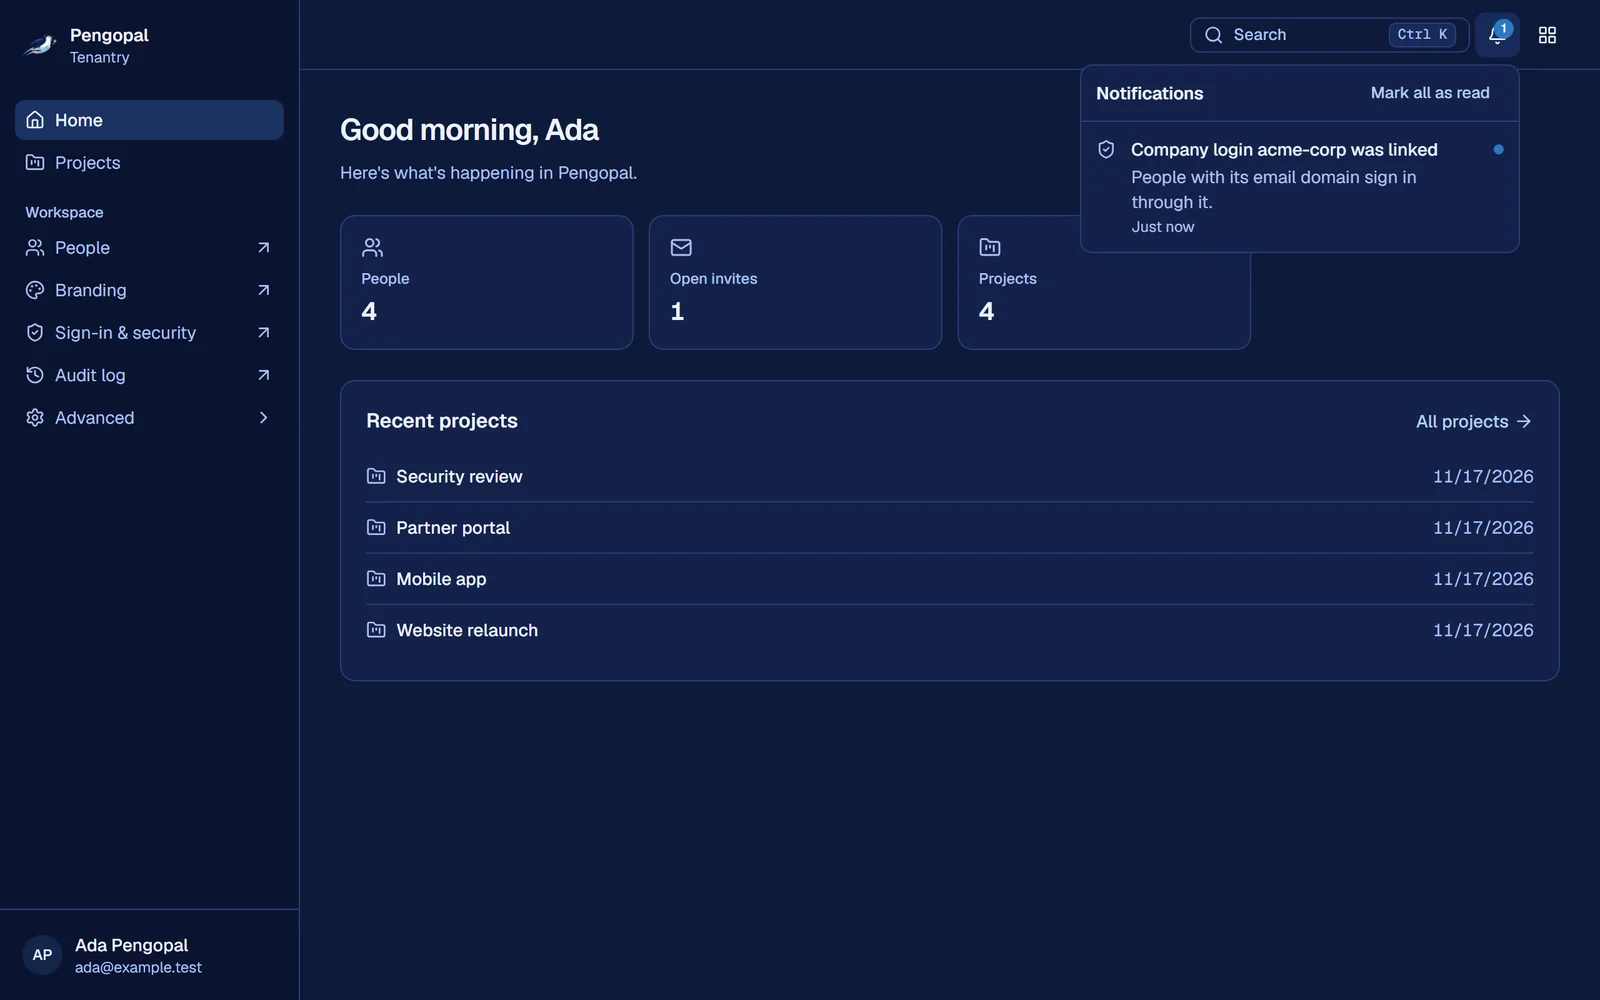 Pengopal
Tenantry
Home
Projects
Workspace
People
Branding
Sign-in & security
Audit log
Advanced
Ada Pengopal
ada@example.test
AP
Search
Ctrl K
1
Notifications
Mark all as read
Company login acme-corp was linked
People with its email domain sign in
through it.
Just now
Good morning, Ada
Here's what's happening in Pengopal.
People
4
Open invites
1
Projects
4
Recent projects
All projects
Security review
11/17/2026
Partner portal
11/17/2026
Mobile app
11/17/2026
Website relaunch
11/17/2026